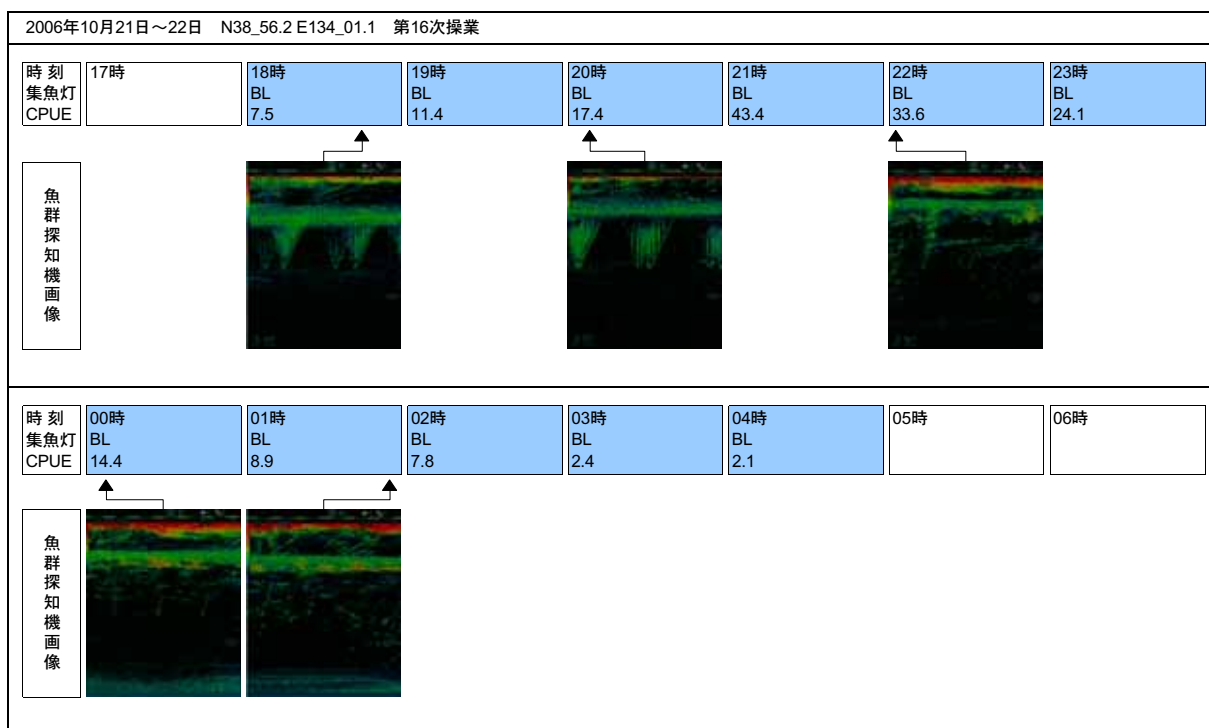 2006年10月21日～22日 N38_56.2 E134_01.1 第16次操業
時刻
集魚灯
CPUE
17時
18時
BL
7.5
19時
BL
11.4
20時
BL
17.4
21時
BL
43.4
22時
BL
33.6
23時
BL
24.1
魚群探知機画像
時刻
集魚灯
CPUE
00時
BL
14.4
01時
BL
8.9
02時
BL
7.8
03時
BL
2.4
04時
BL
2.1
05時
06時
魚群探知機画像